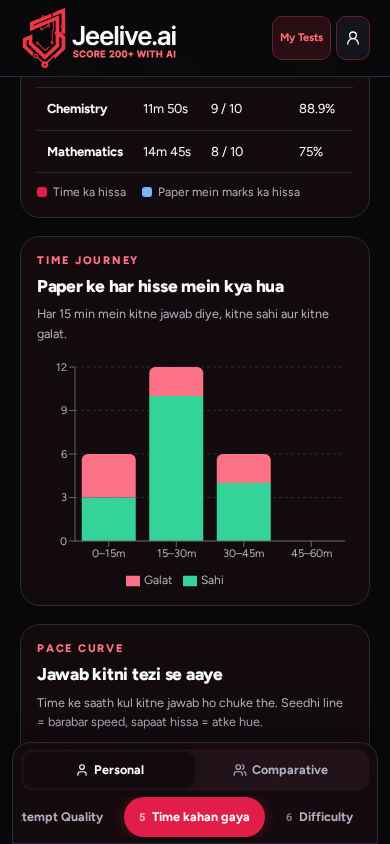 Jeelive.ai
SCORE 200+ WITH AI
My Tests
Chemistry 11m 50s 9 / 10 88.9%
Mathematics 14m 45s 8 / 10 75%
Time ka hissa Paper mein marks ka hissa
TIME JOURNEY
Paper ke har hisse mein kya hua
Har 15 min mein kitne jawab diye, kitne sahi aur kitne
galat.
12
9
6
3
0
0–15m 15–30m 30–45m 45–60m
Galat Sahi
PACE CURVE
Jawab kitni tezi se aaye
Time ke saath kul kitne jawab ho chuke the. Seedhi line
= barabar speed, sapaat hissa = atke hue.
Personal Comparative
tempt Quality 5 Time kahan gaya 6 Difficulty